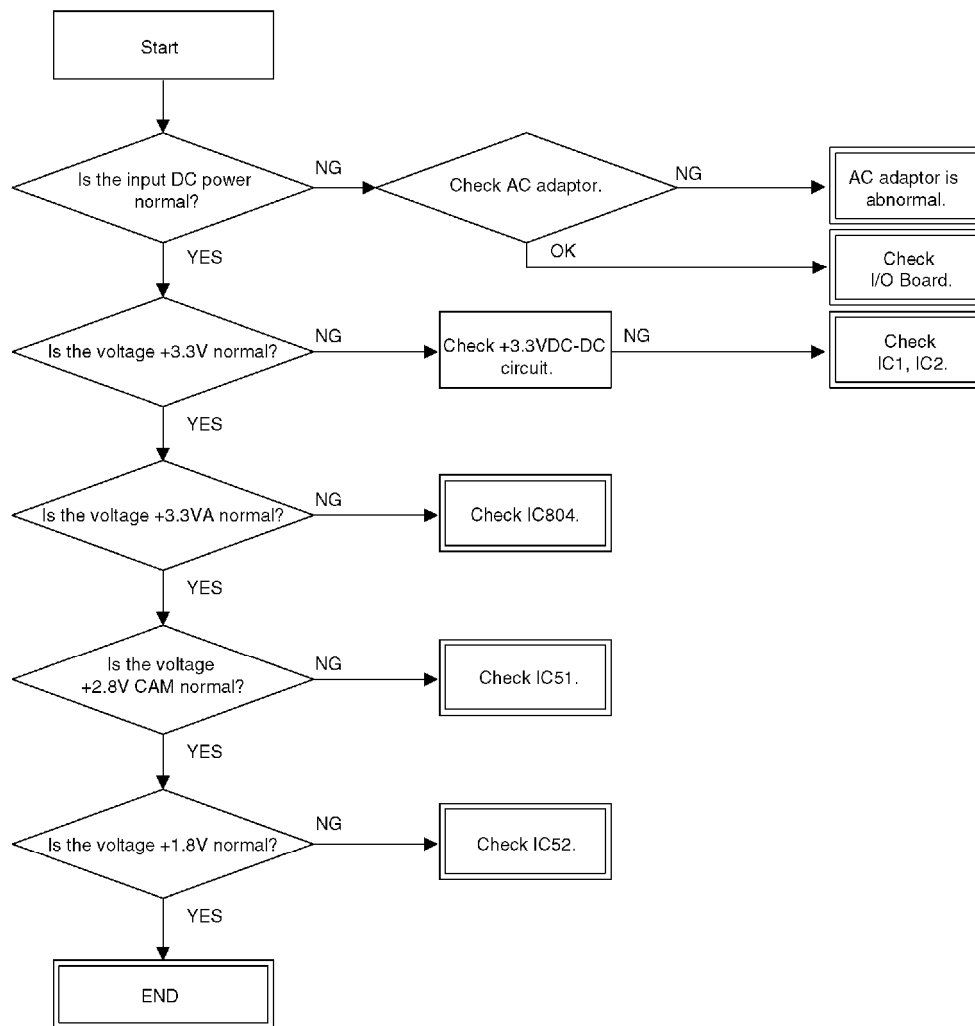 Start
Is the input DC power
normal?
NG
Check AC adaptor.
NG
AC adaptor is
abnormal.
YES
OK
Check
I/O Board.
Is the voltage +3.3V normal?
NG
Check +3.3VDC-DC
circuit.
NG
Check
IC1, IC2.
YES
Is the voltage +3.3VA normal?
NG
Check IC804.
YES
Is the voltage
+2.8V CAM normal?
NG
Check IC51.
YES
Is the voltage +1.8V normal?
NG
Check IC52.
YES
END